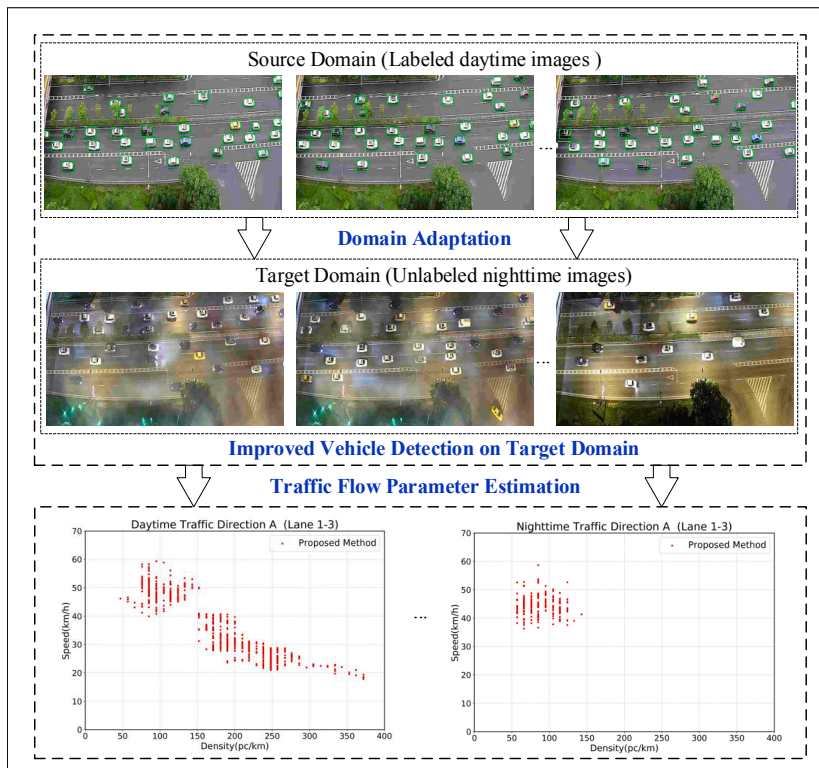 Source Domain (Labeled daytime images )
...
Domain Adaptation
Target Domain (Unlabeled nighttime images)
...
Improved Vehicle Detection on Target Domain
Traffic Flow Parameter Estimation
Daytime Traffic Direction A (Lane 1-3)
Proposed Method
Speed(km/h)
70
60
50
40
30
20
10
0
0 50 100 150 200 250 300 350 400
Density(pc/km)
...
Nighttime Traffic Direction A (Lane 1-3)
Proposed Method
Speed(km/h)
70
60
50
40
30
20
10
0
0 50 100 150 200 250 300 350 400
Density(pc/km)